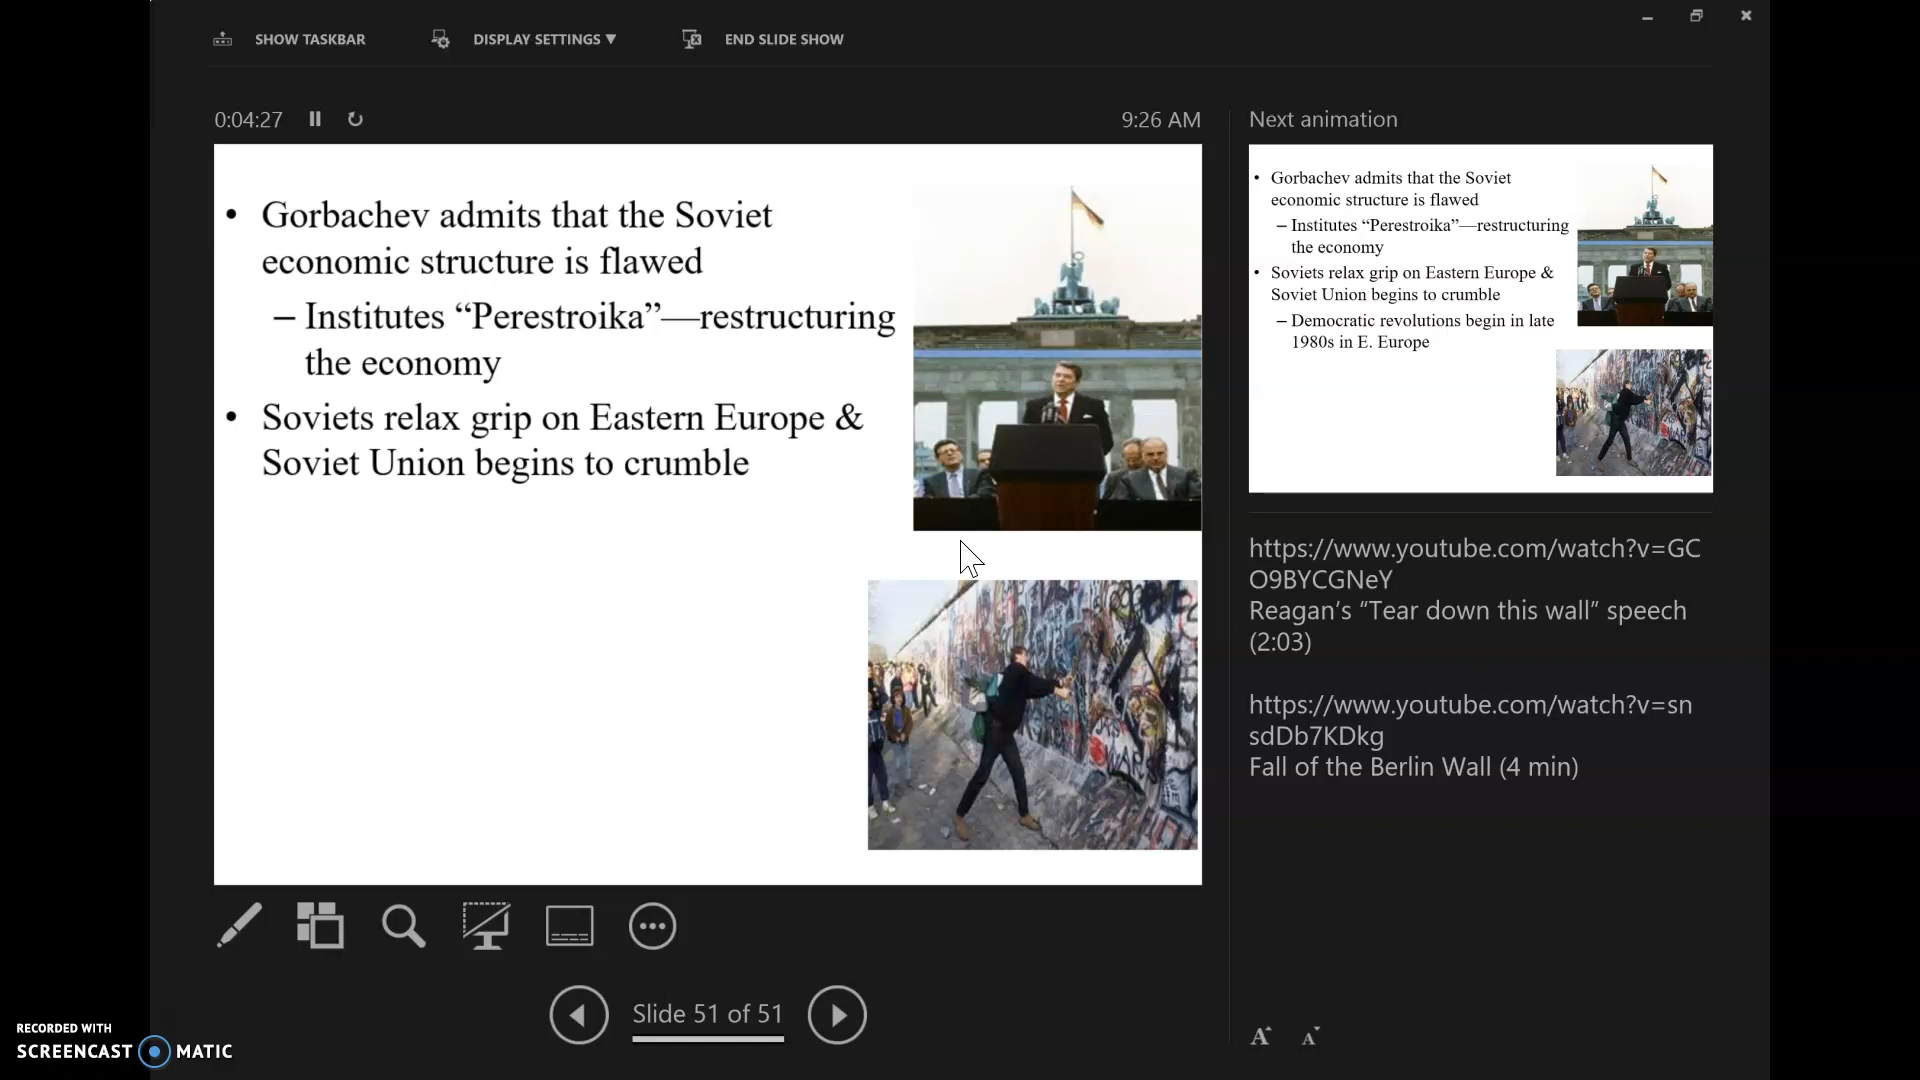 SHOW TASKBAR
DISPLAY SETTINGS ▼
END SLIDE SHOW
0:04:27
9:26 AM
• Gorbachev admits that the Soviet
economic structure is flawed
– Institutes “Perestroika”—restructuring
the economy
• Soviets relax grip on Eastern Europe &
Soviet Union begins to crumble
Next animation
• Gorbachev admits that the Soviet
economic structure is flawed
– Institutes “Perestroika”—restructuring
the economy
• Soviets relax grip on Eastern Europe &
Soviet Union begins to crumble
– Democratic revolutions begin in late
1980s in E. Europe
https://www.youtube.com/watch?v=GC
O9BYCGNeY
Reagan’s “Tear down this wall” speech
(2:03)
https://www.youtube.com/watch?v=sn
sdDb7KDkg
Fall of the Berlin Wall (4 min)
Slide 51 of 51
A A
RECORDED WITH
SCREENCAST MATIC